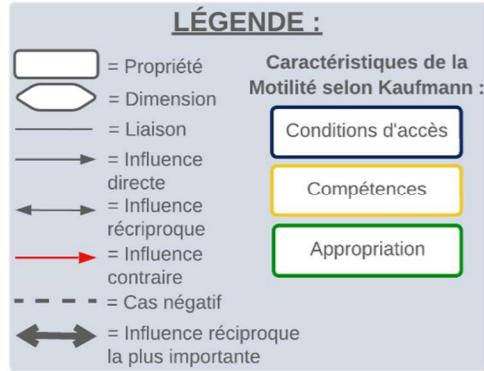 LÉGENDE :
= Propriété
= Dimension
= Liaison
= Influence
directe
= Influence
récriproque
= Influence
contraire
= Cas négatif
= Influence réciproque
la plus importante
Caractéristiques de la
Motilité selon Kaufmann :
Conditions d'accès
Compétences
Appropriation